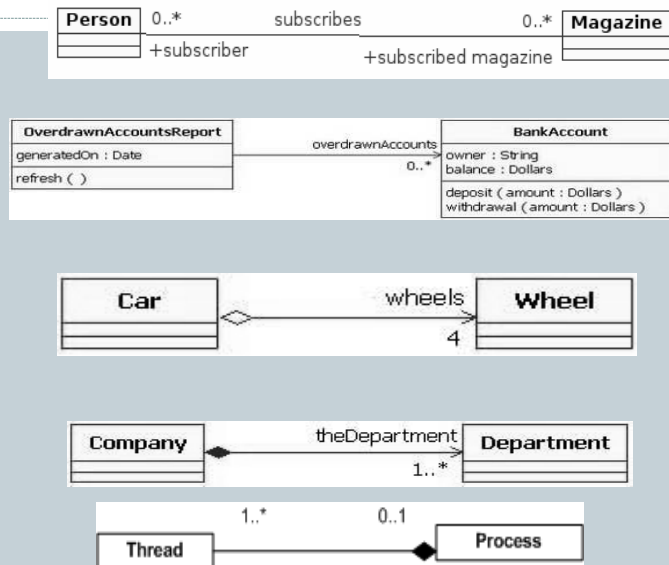 Person 0..* subscribes 0..* Magazine
+subscriber +subscribed magazine
OverdrawnAccountsReport
generatedOn : Date
refresh ( )
overdrawnAccounts
0..*
BankAccount
owner : String
balance : Dollars
deposit ( amount : Dollars )
withdrawal ( amount : Dollars )
Car wheels Wheel
4
Company theDepartment Department
1..*
1..* 0..1
Thread Process